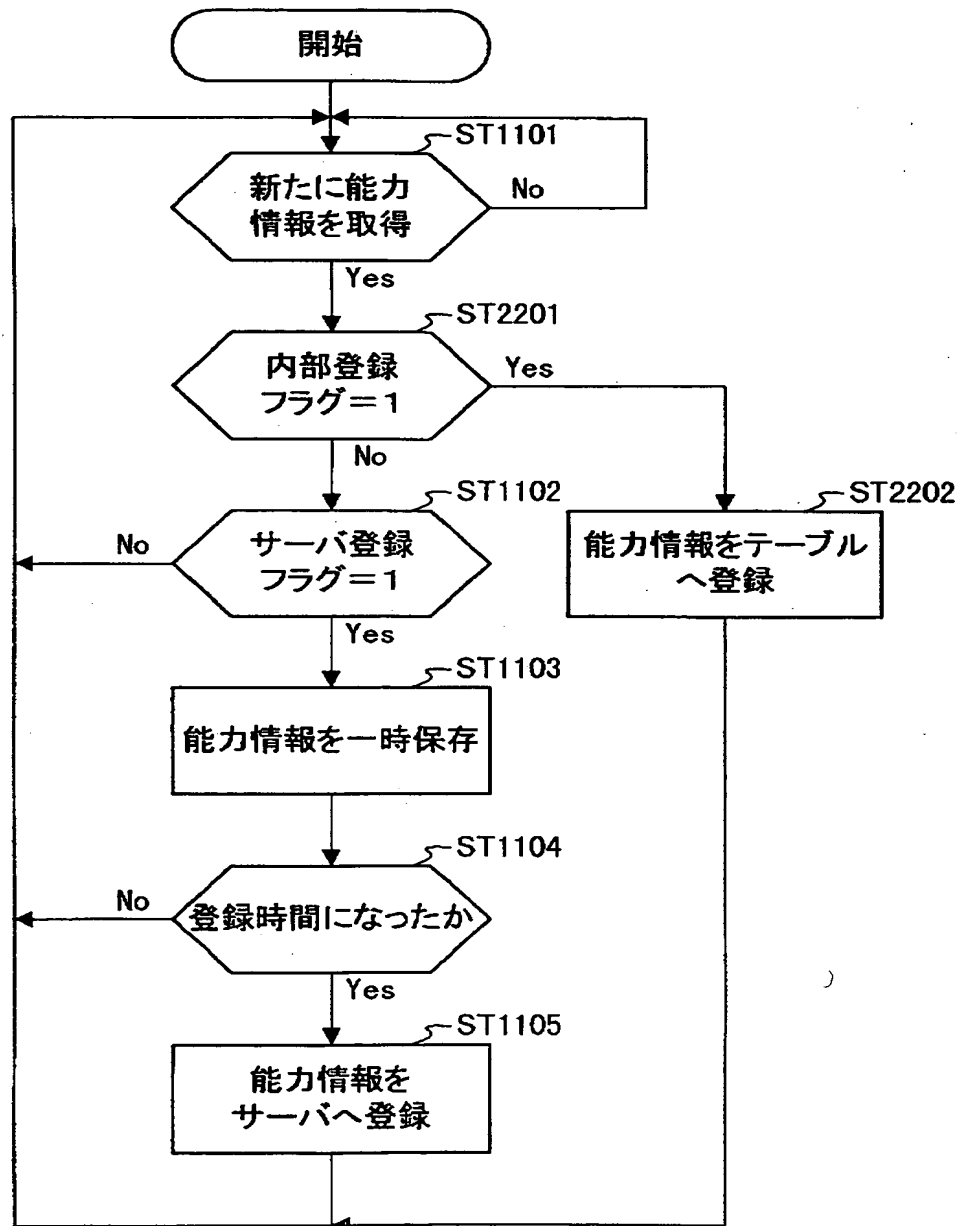 開始
ST1101
新たに能力
情報を取得
No
Yes
ST2201
内部登録
フラグ＝1
Yes
No
ST1102
サーバ登録
フラグ＝1
No
Yes
ST2202
能力情報をテーブル
へ登録
ST1103
能力情報を一時保存
ST1104
登録時間になったか
No
Yes
ST1105
能力情報を
サーバへ登録